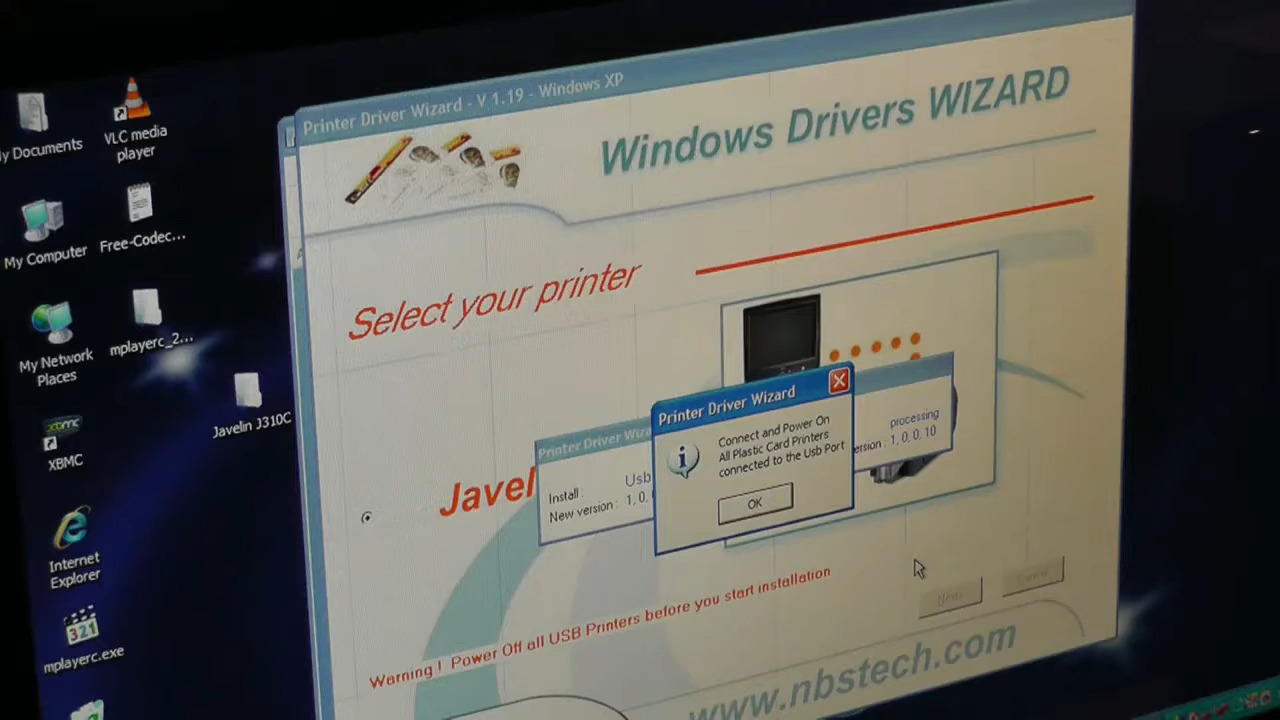 My Documents
VLC media
player
My Computer
Free-Codec...
My Network
Places
mplayerc_2...
Javelin J310C
XBMC
Internet
Explorer
mplayerc.exe
Printer Driver Wizard - V 1.19 - Windows XP
Windows Drivers WIZARD
Select your printer
Javel
Printer Driver Wiza
Install : Usb
processing
New version : 1, 0,
ersion : 1, 0, 0, 10
Printer Driver Wizard
Connect and Power On
All Plastic Card Printers
connected to the Usb Port
OK
Warning ! Power Off all USB Printers before you start installation
Next
Cancel
www.nbstech.com